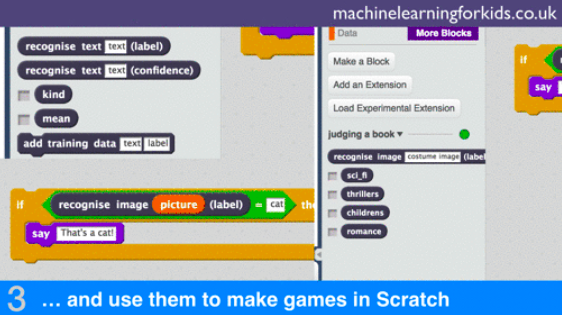 machinelearningforkids.co.uk
recognise text text (label)
recognise text text (confidence)
kind
mean
add training data text label
Data
More Blocks
Make a Block
Add an Extension
Load Experimental Extension
judging a book
recognise image costume image (label
sci_fi
thrillers
childrens
romance
if
say
if recognise image picture (label) = cat the
say That's a cat!
3 ... and use them to make games in Scratch